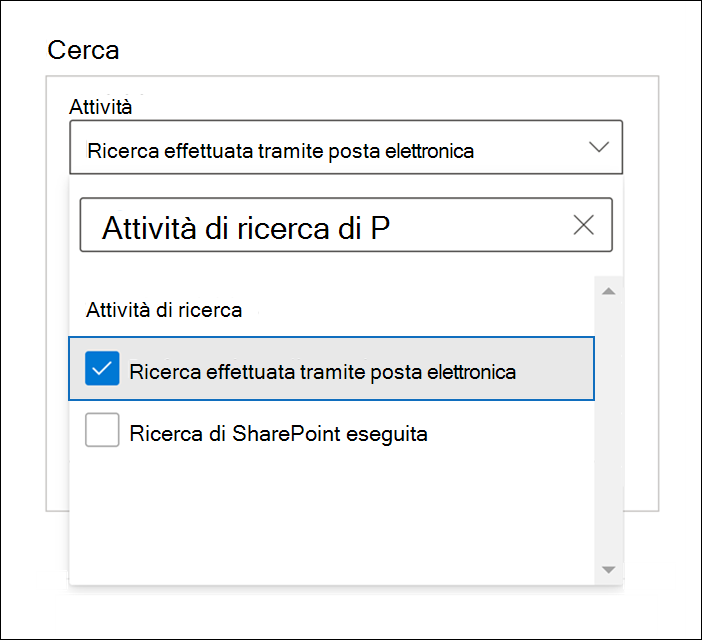 Cerca
Attività
Ricerca effettuata tramite posta elettronica
Attività di ricerca di P
Attività di ricerca
Ricerca effettuata tramite posta elettronica
Ricerca di SharePoint eseguita